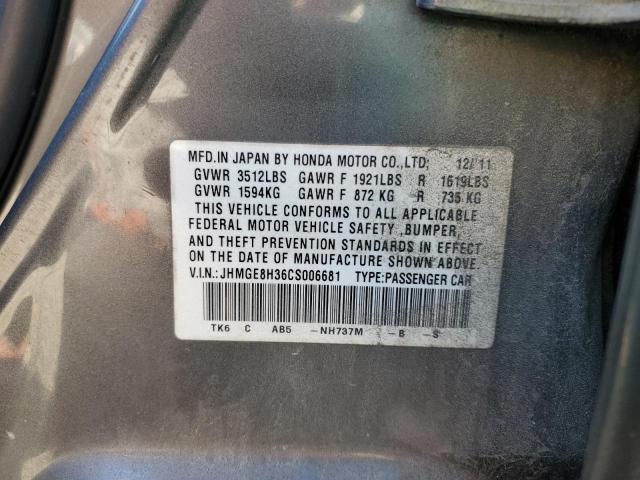 MFD.IN JAPAN BY HONDA MOTOR CO.,LTD; 12/'11
GVWR 3512LBS GAWR F 1921LBS R 1619LBS
GVWR 1594KG GAWR F 872 KG R 735 KG
THIS VEHICLE CONFORMS TO ALL APPLICABLE
FEDERAL MOTOR VEHICLE SAFETY ,BUMPER,
AND THEFT PREVENTION STANDARDS IN EFFECT
ON THE DATE OF MANUFACTURE SHOWN ABOVE.
V.I.N.:JHMGE8H36CS006681 TYPE:PASSENGER CAR
TK6 C AB5 -NH737M -B -S